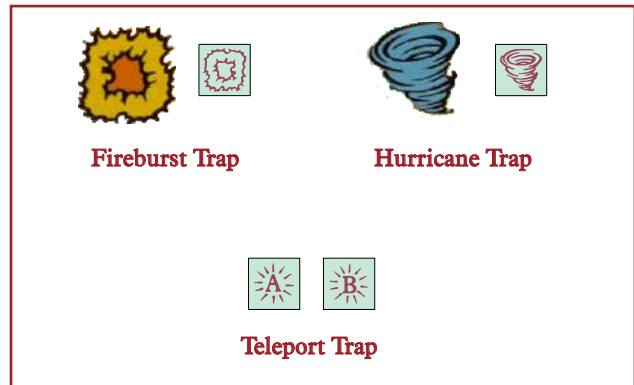 Fireburst Trap
Hurricane Trap
A
B
Teleport Trap